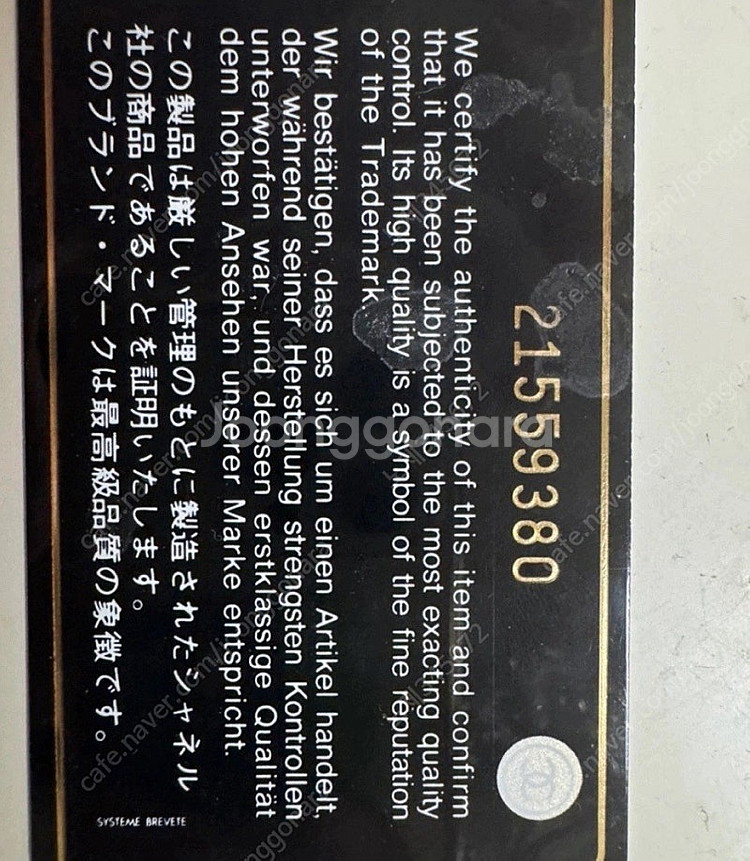 21559380
We certify the authenticity of this item and confirm
that it has been subjected to the most exacting quality
control. Its high quality is a symbol of the fine reputation
of the Trademark.
Wir bestätigen, dass es sich um einen Artikel handelt,
der während seiner Herstellung strengsten Kontrollen
unterworfen war, und dessen erstklassige Qualität
dem hohen Ansehen unserer Marke entspricht.
この製品は厳しい管理のもとに製造されたシャネル
社の商品であることを証明いたします。
このブランド・マークは最高級品質の象徴です。
SYSTEME BREVETE
Joonggonara